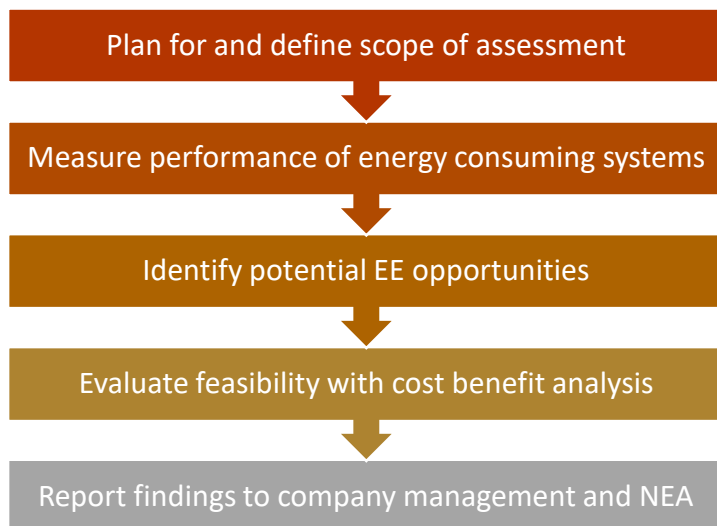 Plan for and define scope of assessment
Measure performance of energy consuming systems
Identify potential EE opportunities
Evaluate feasibility with cost benefit analysis
Report findings to company management and NEA